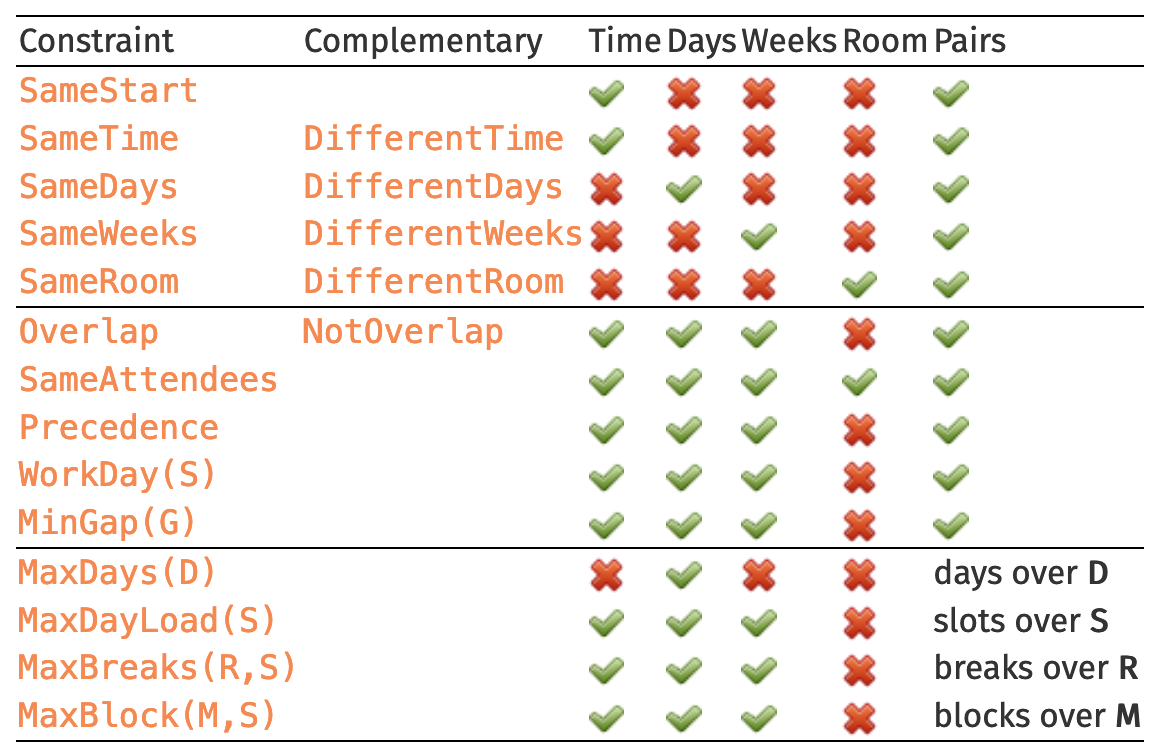 Constraint Complementary Time Days Weeks Room Pairs
SameStart ✔ ✖ ✖ ✖ ✔
SameTime DifferentTime ✔ ✖ ✖ ✖ ✔
SameDays DifferentDays ✖ ✔ ✖ ✖ ✔
SameWeeks DifferentWeeks ✖ ✖ ✔ ✖ ✔
SameRoom DifferentRoom ✖ ✖ ✖ ✔ ✔
Overlap NotOverlap ✔ ✔ ✔ ✖ ✔
SameAttendees ✔ ✔ ✔ ✔ ✔
Precedence ✔ ✔ ✔ ✖ ✔
WorkDay(S) ✔ ✔ ✔ ✖ ✔
MinGap(G) ✔ ✔ ✔ ✖ ✔
MaxDays(D) ✖ ✔ ✖ ✖ days over D
MaxDayLoad(S) ✔ ✔ ✔ ✖ slots over S
MaxBreaks(R,S) ✔ ✔ ✔ ✖ breaks over R
MaxBlock(M,S) ✔ ✔ ✔ ✖ blocks over M